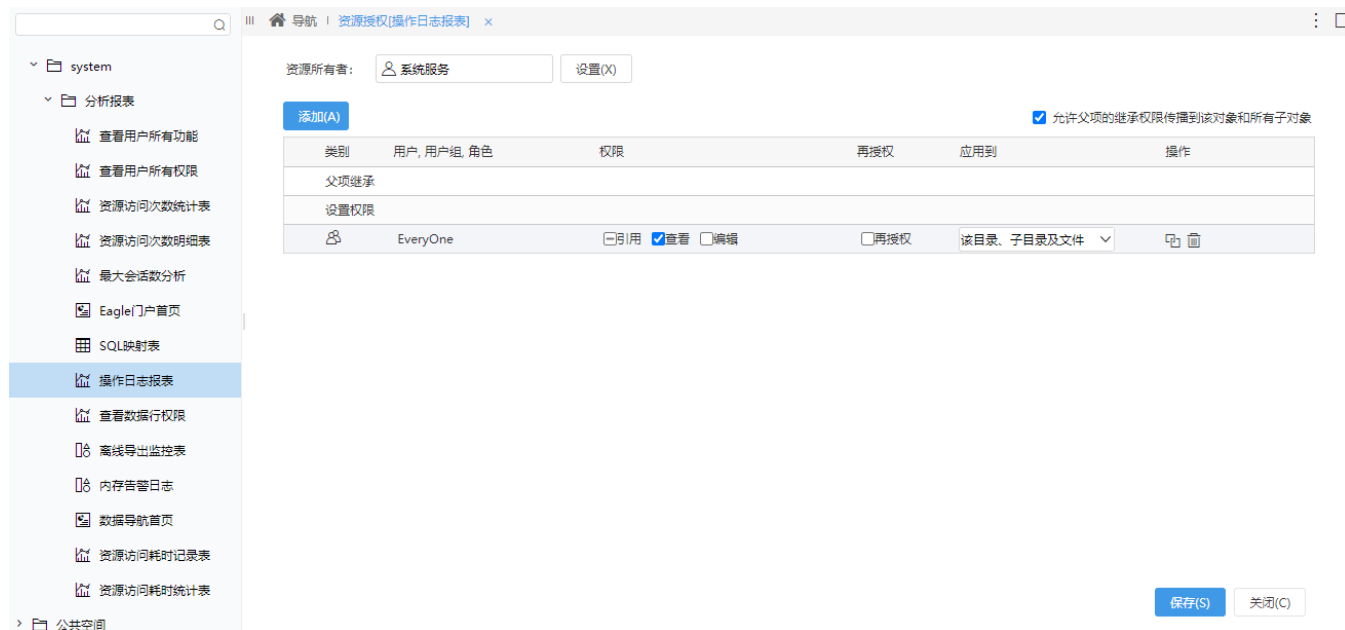 导航 资源授权[操作日志报表] ×
system
分析报表
查看用户所有功能
查看用户所有权限
资源访问次数统计表
资源访问次数明细表
最大会话数分析
Eagle门户首页
SQL映射表
操作日志报表
查看数据行权限
离线导出监控表
内存告警日志
数据导航首页
资源访问耗时记录表
资源访问耗时统计表
公共空间
资源所有者: 系统服务 设置(X)
添加(A) 允许父项的继承权限传播到该对象和所有子对象
类别 用户, 用户组, 角色 权限 再授权 应用到 操作
父项继承
设置权限
EveryOne 引用 查看 编辑 再授权 该目录、子目录及文件
保存(S) 关闭(C)